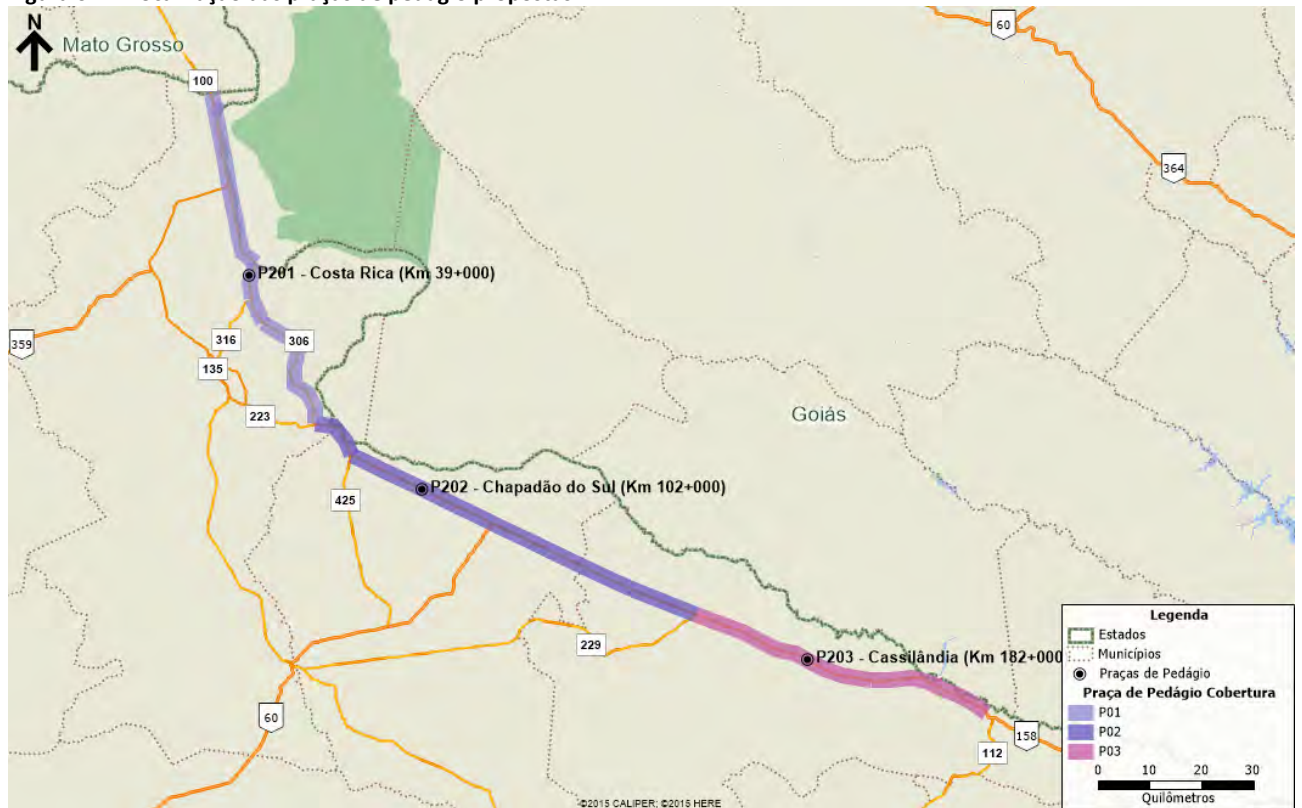 N
Mato Grosso
60
100
364
P201 - Costa Rica (Km 39+000)
359
316
306
135
223
Goiás
P202 - Chapadão do Sul (Km 102+000)
425
229
P203 - Cassilândia (Km 182+000
60
158
112
Legenda
Estados
Municípios
Praças de Pedágio
Praça de Pedágio Cobertura
P01
P02
P03
0 10 20 30
Quilômetros
©2015 CALIPER; ©2015 HERE